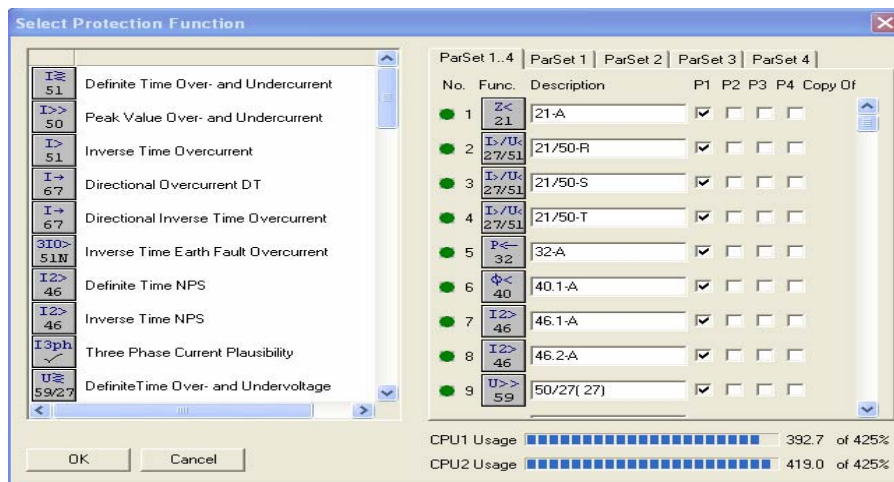 Select Protection Function
I≷ 51 Definite Time Over- and Undercurrent
I>> 50 Peak Value Over- and Undercurrent
I> 51 Inverse Time Overcurrent
I→ 67 Directional Overcurrent DT
I→ 67 Directional Inverse Time Overcurrent
3I0> 51N Inverse Time Earth Fault Overcurrent
I2> 46 Definite Time NPS
I2> 46 Inverse Time NPS
I3ph Three Phase Current Plausibility
U≷ 59/27 DefiniteTime Over- and Undervoltage
OK Cancel
ParSet 1..4 ParSet 1 ParSet 2 ParSet 3 ParSet 4
No. Func. Description P1 P2 P3 P4 Copy Of
1 Z< 21 21-A
2 I>/U< 27/51 21/50-R
3 I>/U< 27/51 21/50-S
4 I>/U< 27/51 21/50-T
5 P← 32 32-A
6 Φ< 40 40.1-A
7 I2> 46 46.1-A
8 I2> 46 46.2-A
9 U>> 59 50/27( 27)
CPU1 Usage 392.7 of 425%
CPU2 Usage 419.0 of 425%